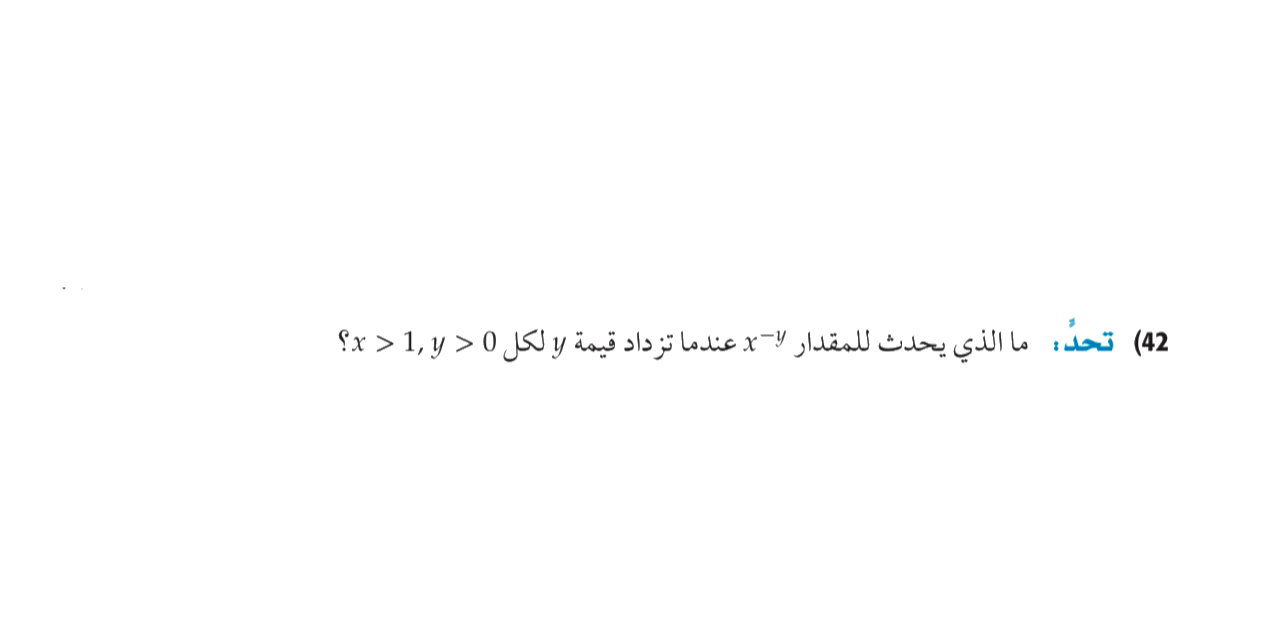 42) تحدٍّ: ما الذي يحدث للمقدار x⁻ʸ عندما تزداد قيمة y لكل x > 1, y > 0؟